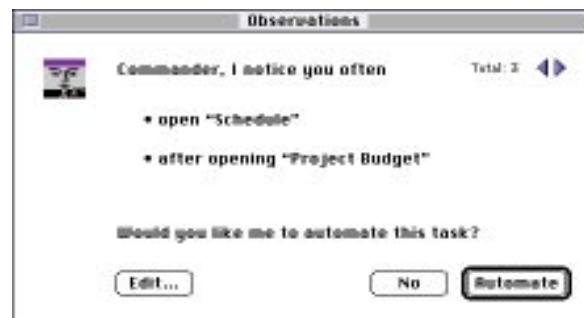 Observations
Commander, I notice you often
Total: 3
• open “Schedule”
• after opening “Project Budget”
Would you like me to automate this task?
Edit...
No
Automate